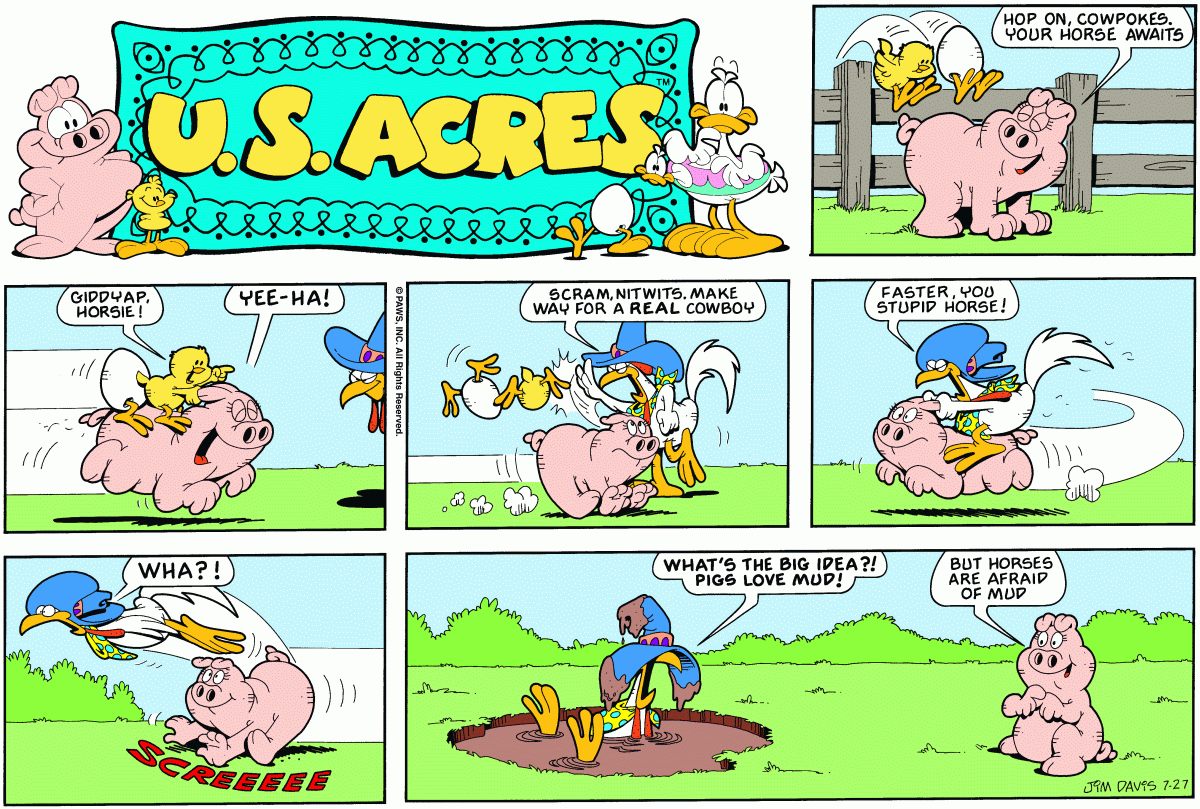 U.S. ACRES
TM
HOP ON, COWPOKES.
YOUR HORSE AWAITS
GIDDYAP,
HORSIE!
YEE-HA!
© PAWS, INC. All Rights Reserved.
SCRAM, NITWITS. MAKE
WAY FOR A REAL COWBOY
FASTER, YOU
STUPID HORSE!
WHA?!
SCREEEEE
WHAT'S THE BIG IDEA?!
PIGS LOVE MUD!
BUT HORSES
ARE AFRAID
OF MUD
JIM DAVIS 7-27